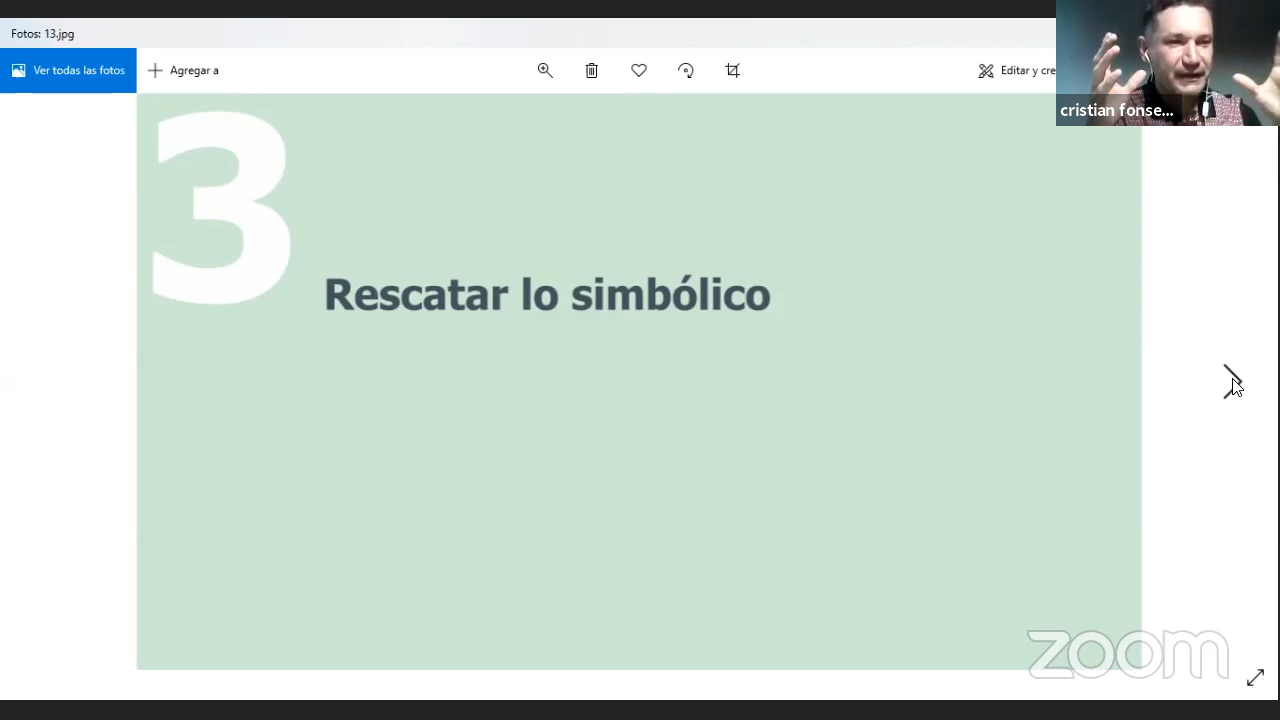 Fotos: 13.jpg
Ver todas las fotos
Agregar a
Editar y cre
cristian fonse...
3
Rescatar lo simbólico
zoom